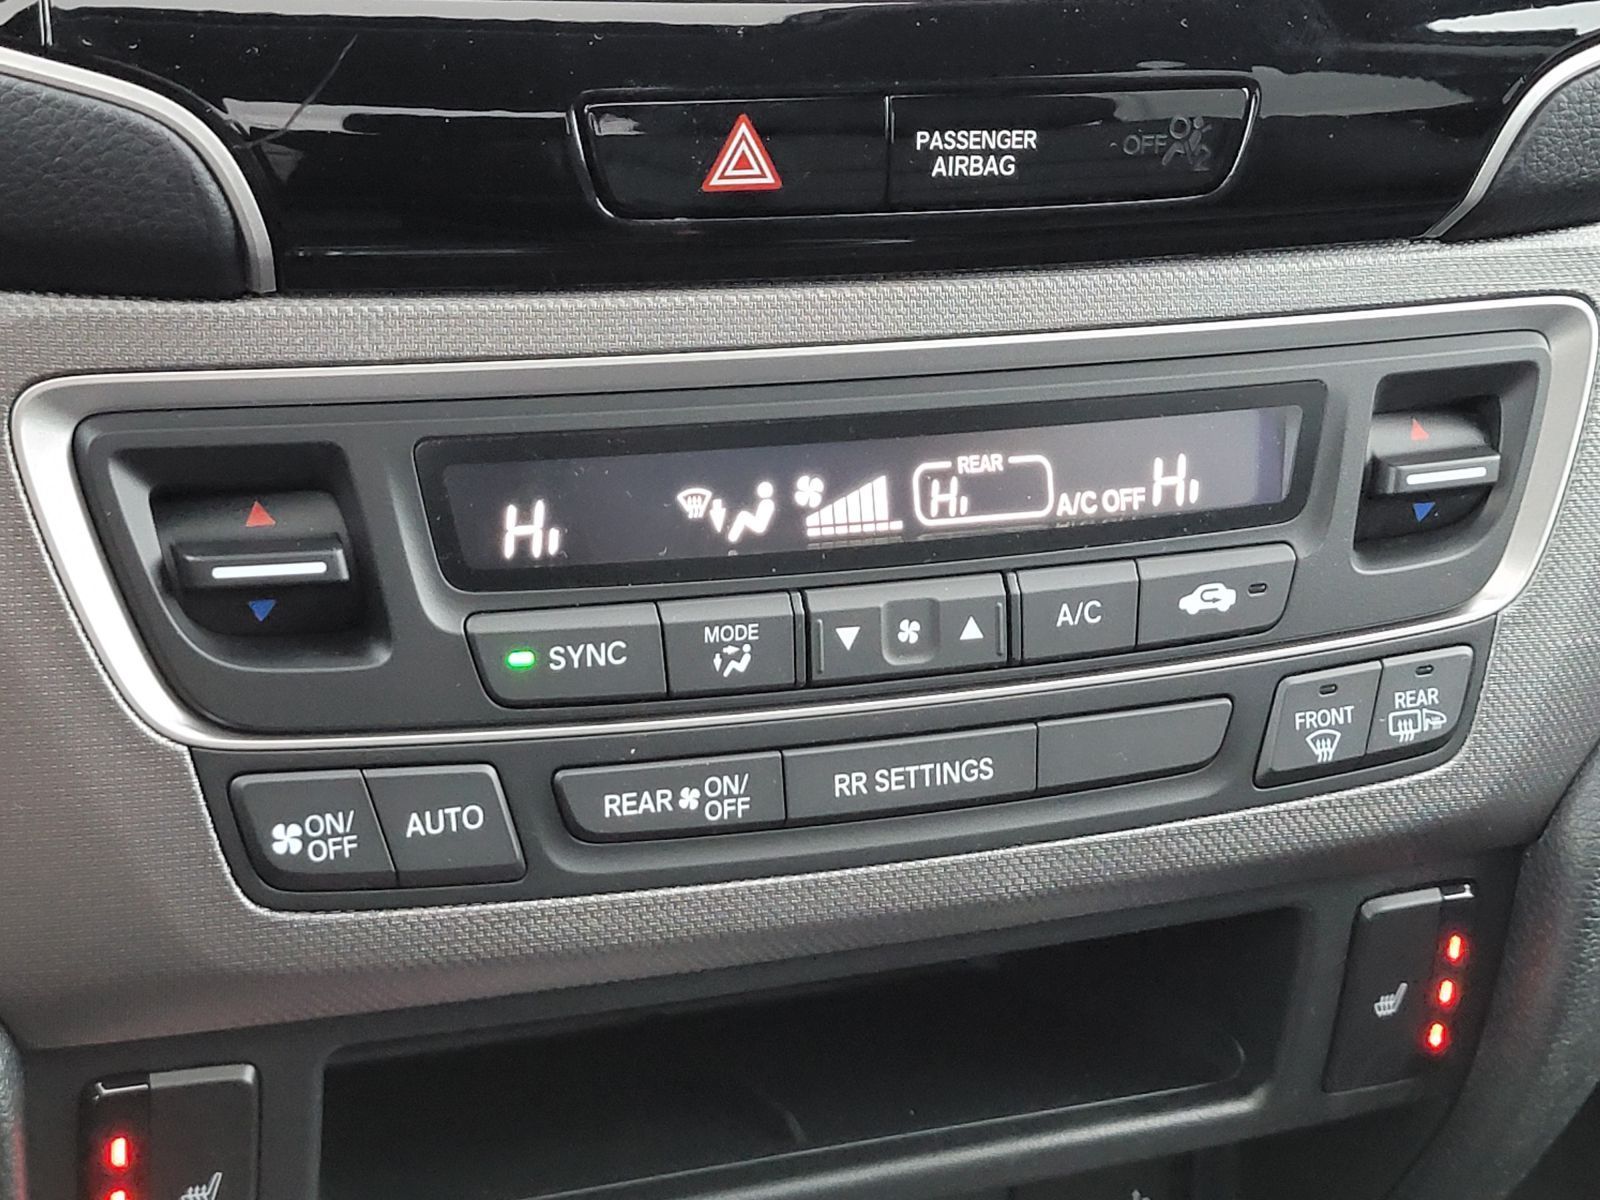 PASSENGER
AIRBAG
OFF
2
Hi
REAR
Hi
A/C OFF
Hi
SYNC
MODE
A/C
FRONT
REAR
ON/
OFF
AUTO
REAR
ON/
OFF
RR SETTINGS